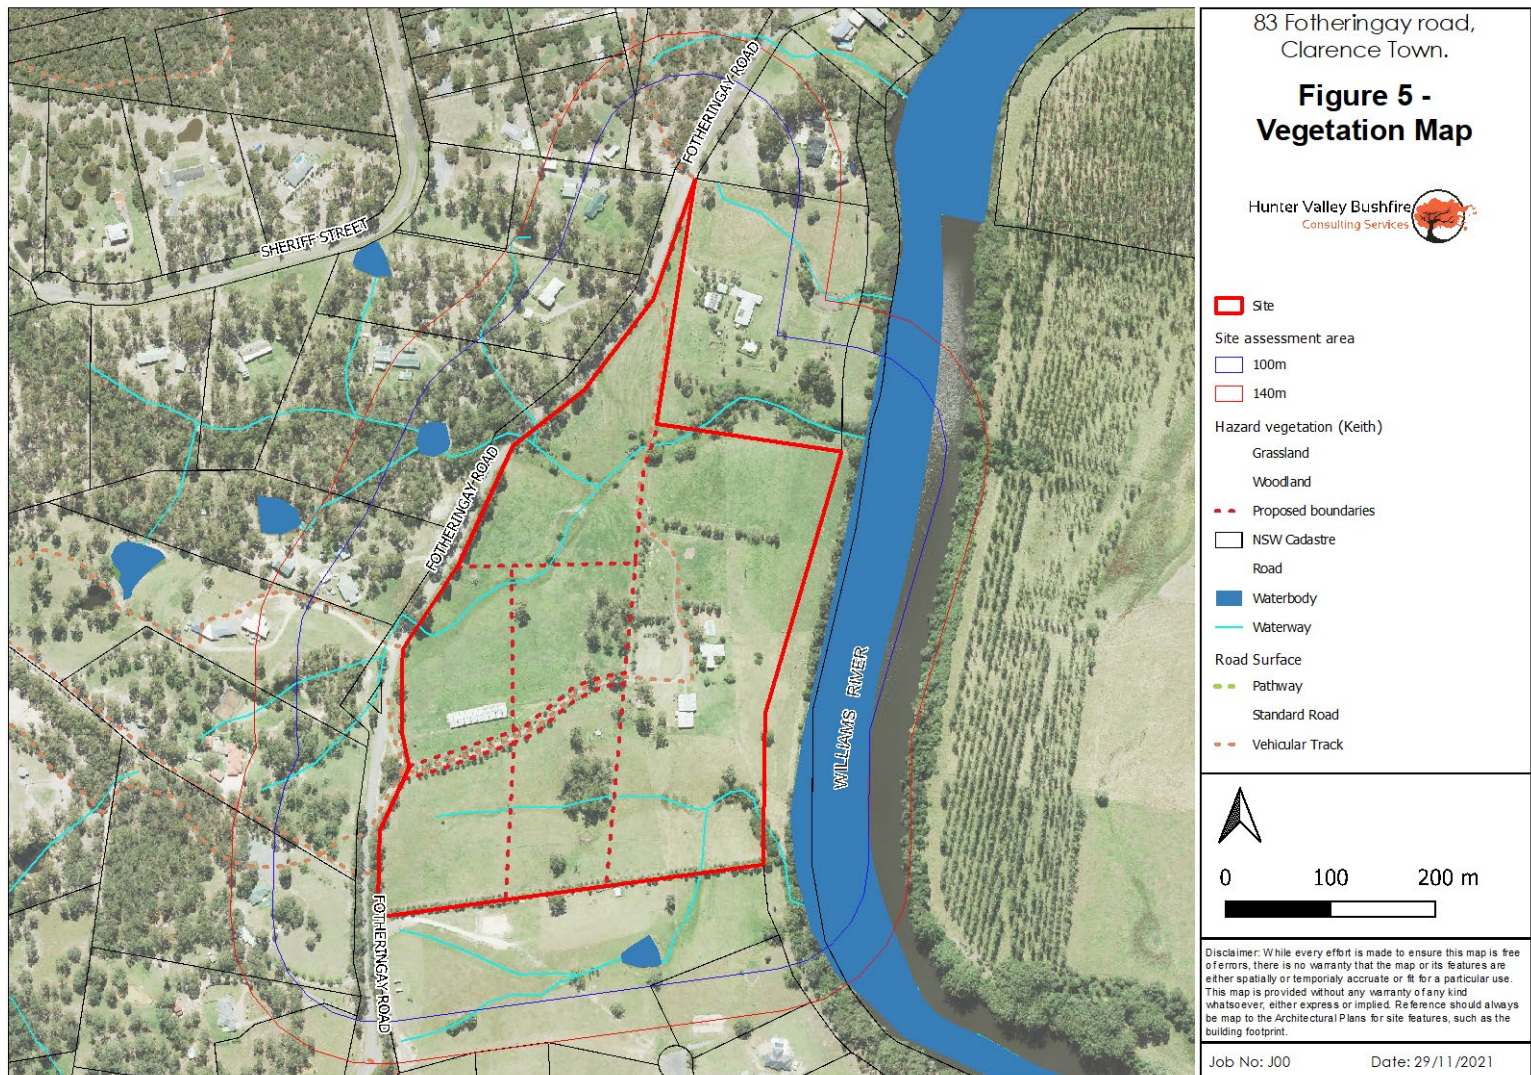 83 Fotheringay road,
Clarence Town.
Figure 5 -
Vegetation Map
Hunter Valley Bushfire
Consulting Services
Site
Site assessment area
100m
140m
Hazard vegetation (Keith)
Grassland
Woodland
Proposed boundaries
NSW Cadastre
Road
Waterbody
Waterway
Road Surface
Pathway
Standard Road
Vehicular Track
0 100 200 m
Disclaimer: While every effort is made to ensure this map is free
of errors, there is no warranty that the map or its features are
either spatially or temporialy accruate or fit for a particular use.
This map is provided without any warranty of any kind
whatsoever, either express or implied. Reference should always
be map to the Architectural Plans for site features, such as the
building footprint.
Job No: J00 Date: 29/11/2021
FOTHERINGAY ROAD
SHERIFF STREET
FOTHERINGAY ROAD
WILLIAMS RIVER
FOTHERINGAY ROAD